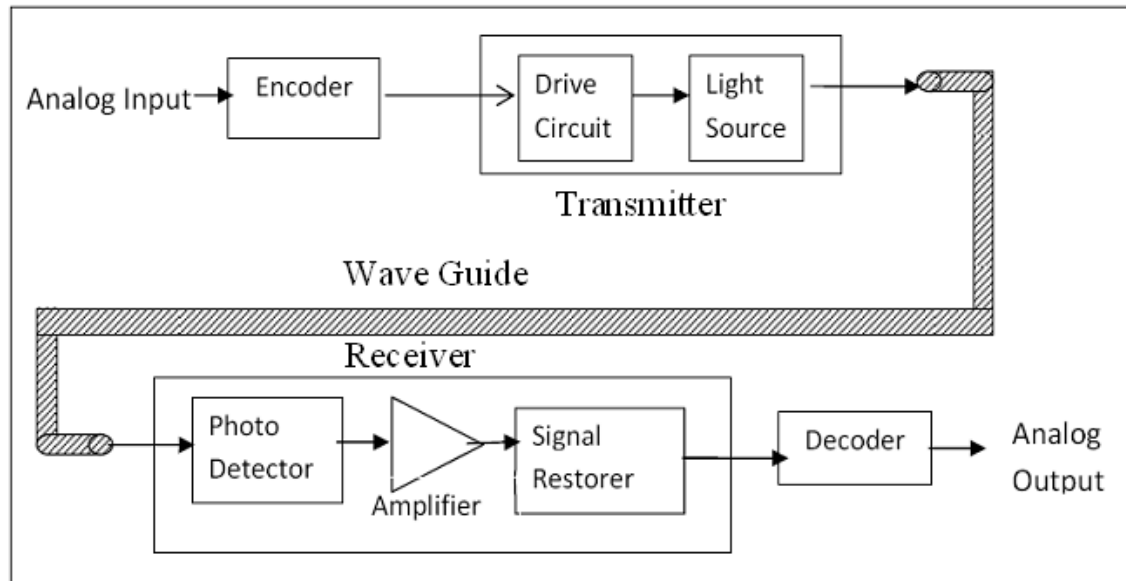 Analog Input
Encoder
Drive
Circuit
Light
Source
Transmitter
Wave Guide
Receiver
Photo
Detector
Amplifier
Signal
Restorer
Decoder
Analog
Output